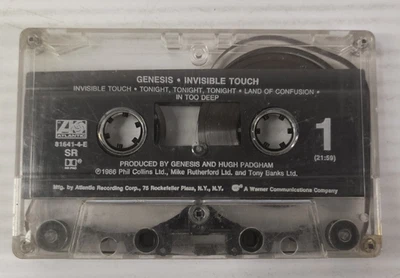 GENESIS • INVISIBLE TOUCH
INVISIBLE TOUCH • TONIGHT, TONIGHT, TONIGHT • LAND OF CONFUSION •
IN TOO DEEP
ATLANTIC
81641-4-E
SR
1
(21:59)
PRODUCED BY GENESIS AND HUGH PADGHAM
℗1986 Phil Collins Ltd., Mike Rutherford Ltd. and Tony Banks Ltd.
Mfg. by Atlantic Recording Corp., 75 Rockefeller Plaza, N.Y., N.Y. A Warner Communications Company